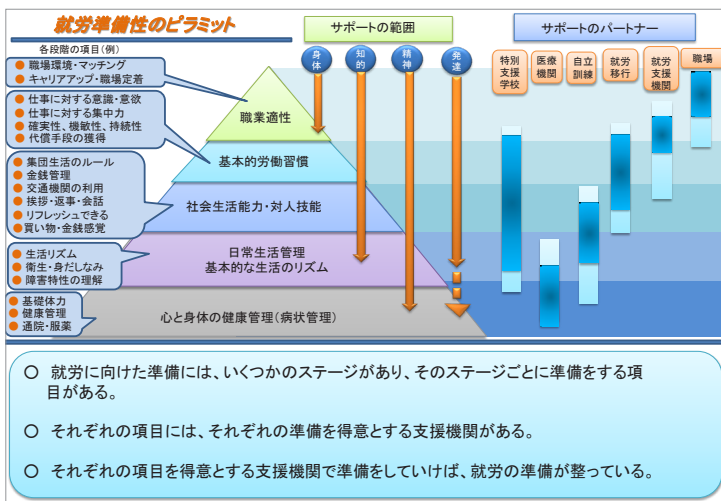 就労準備性のピラミット
各段階の項目(例)
● 職場環境・マッチング
● キャリアアップ・職場定着
● 仕事に対する意識・意欲
● 仕事に対する集中力
● 確実性、機敏性、持続性
● 代償手段の獲得
● 集団生活のルール
● 金銭管理
● 交通機関の利用
● 挨拶・返事・会話
● リフレッシュできる
● 買い物・金銭感覚
● 生活リズム
● 衛生・身だしなみ
● 障害特性の理解
● 基礎体力
● 健康管理
● 通院・服薬
職業適性
基本的労働習慣
社会生活能力・対人技能
日常生活管理
基本的な生活のリズム
心と身体の健康管理(病状管理)
サポートの範囲
身体
知的
精神
発達
サポートのパートナー
特別支援学校
医療機関
自立訓練
就労移行
就労支援機関
職場
○ 就労に向けた準備には、いくつかのステージがあり、そのステージごとに準備をする項
目がある。
○ それぞれの項目には、それぞれの準備を得意とする支援機関がある。
○ それぞれの項目を得意とする支援機関で準備をしていけば、就労の準備が整っている。